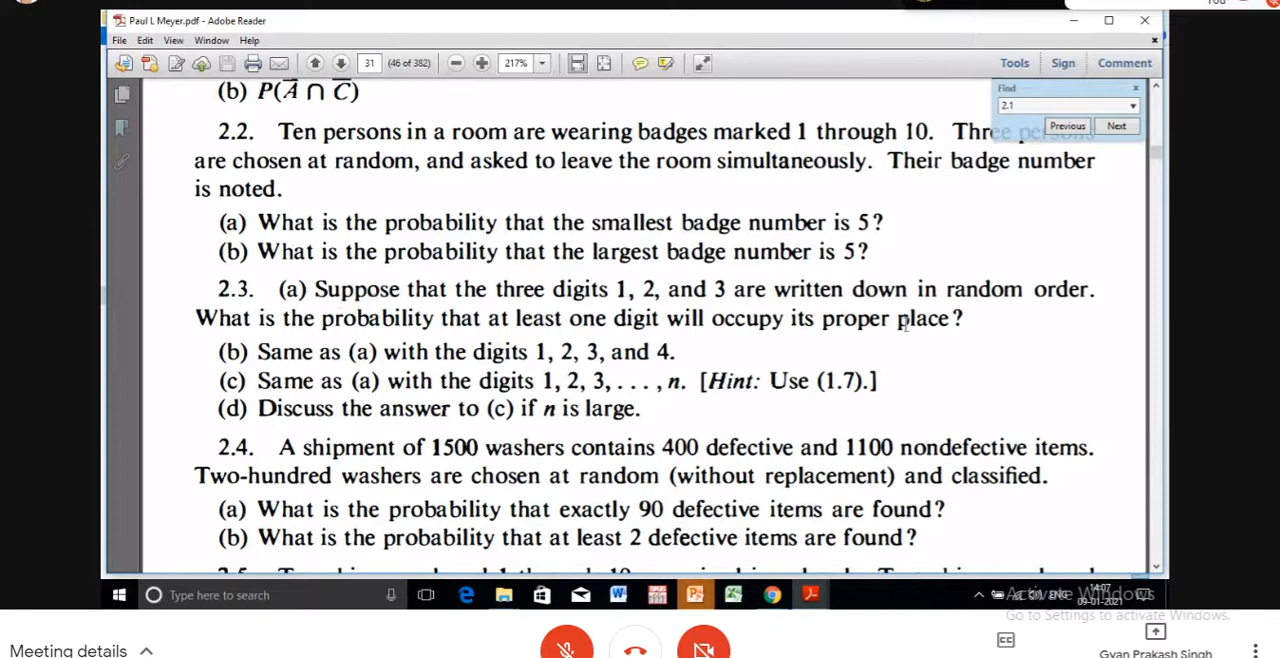 You
Paul L Meyer.pdf - Adobe Reader
File Edit View Window Help
31 (46 of 382) 217% Tools Sign Comment
Find
2.1
Previous Next
(b) P(A̅ ∩ C̅)
2.2. Ten persons in a room are wearing badges marked 1 through 10. Three persons
are chosen at random, and asked to leave the room simultaneously. Their badge number
is noted.
(a) What is the probability that the smallest badge number is 5?
(b) What is the probability that the largest badge number is 5?
2.3. (a) Suppose that the three digits 1, 2, and 3 are written down in random order.
What is the probability that at least one digit will occupy its proper place?
(b) Same as (a) with the digits 1, 2, 3, and 4.
(c) Same as (a) with the digits 1, 2, 3, . . . , n. [Hint: Use (1.7).]
(d) Discuss the answer to (c) if n is large.
2.4. A shipment of 1500 washers contains 400 defective and 1100 nondefective items.
Two-hundred washers are chosen at random (without replacement) and classified.
(a) What is the probability that exactly 90 defective items are found?
(b) What is the probability that at least 2 defective items are found?
Type here to search
ENG 14:07
09-01-2021
Activate Windows
Go to Settings to activate Windows.
Meeting details
CC
Gyan Prakash Singh